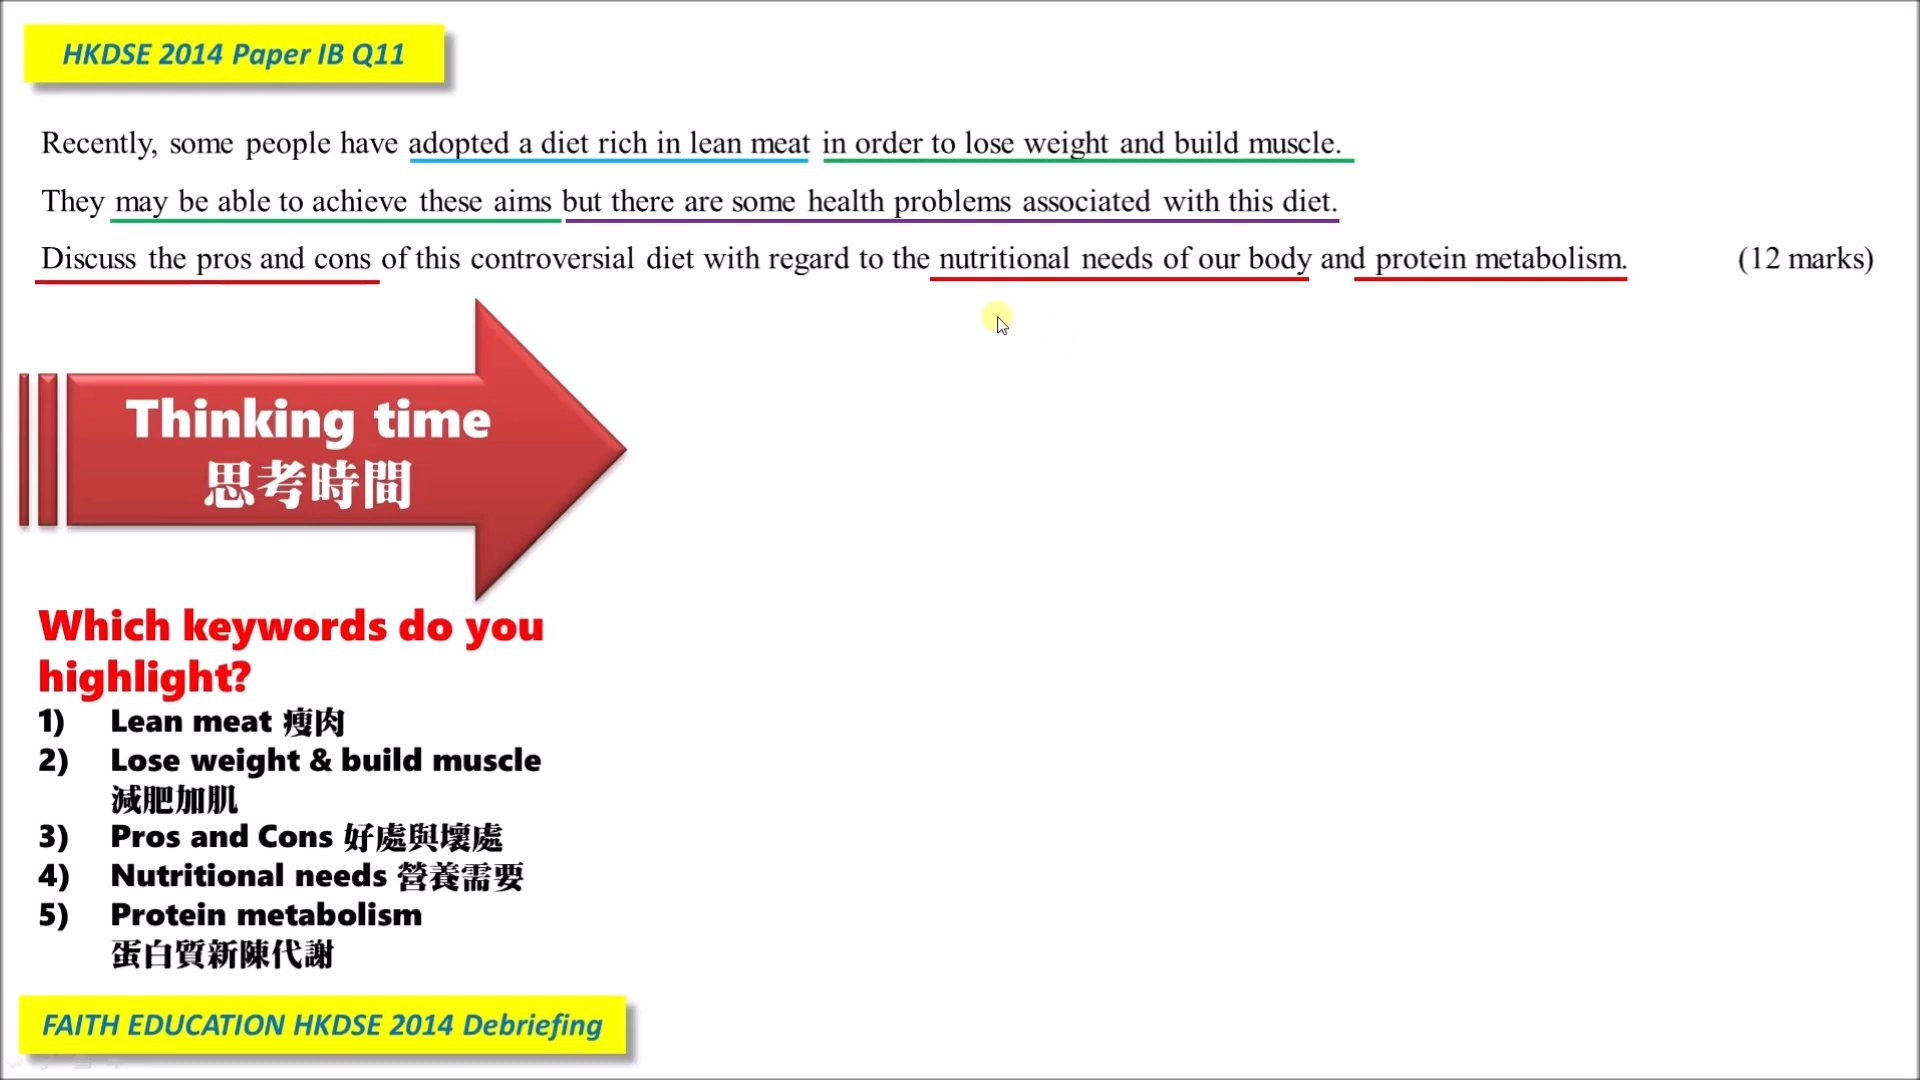 HKDSE 2014 Paper IB Q11
Recently, some people have adopted a diet rich in lean meat in order to lose weight and build muscle.
They may be able to achieve these aims but there are some health problems associated with this diet.
Discuss the pros and cons of this controversial diet with regard to the nutritional needs of our body and protein metabolism. (12 marks)
Thinking time
思考時間
Which keywords do you
highlight?
1) Lean meat 瘦肉
2) Lose weight & build muscle
減肥加肌
3) Pros and Cons 好處與壞處
4) Nutritional needs 營養需要
5) Protein metabolism
蛋白質新陳代謝
FAITH EDUCATION HKDSE 2014 Debriefing